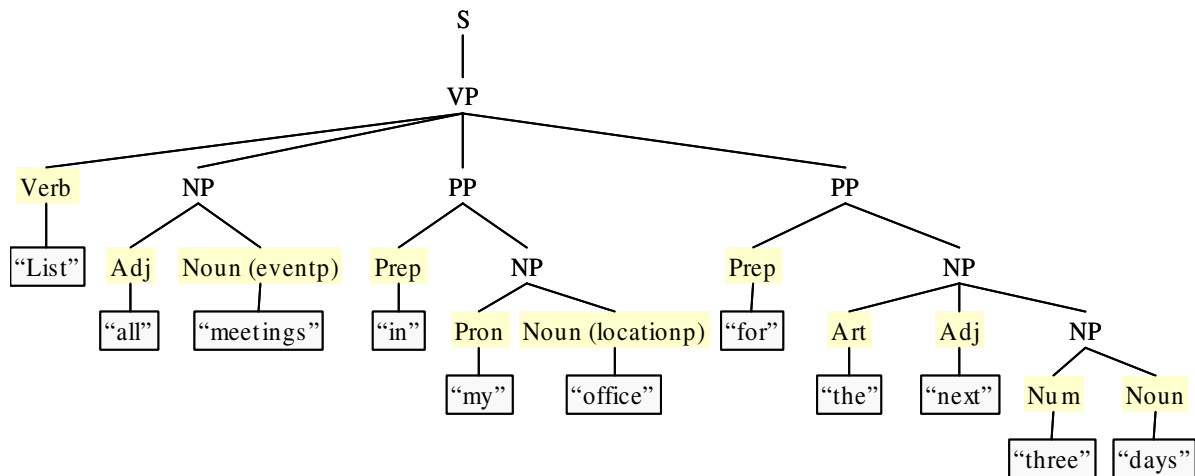 S
VP
Verb NP PP PP
“List” Adj Noun (eventp) Prep NP Prep NP
“all” “meetings” “in” Pron Noun (locationp) “for” Art Adj NP
“my” “office” “the” “next” Num Noun
“three” “days”